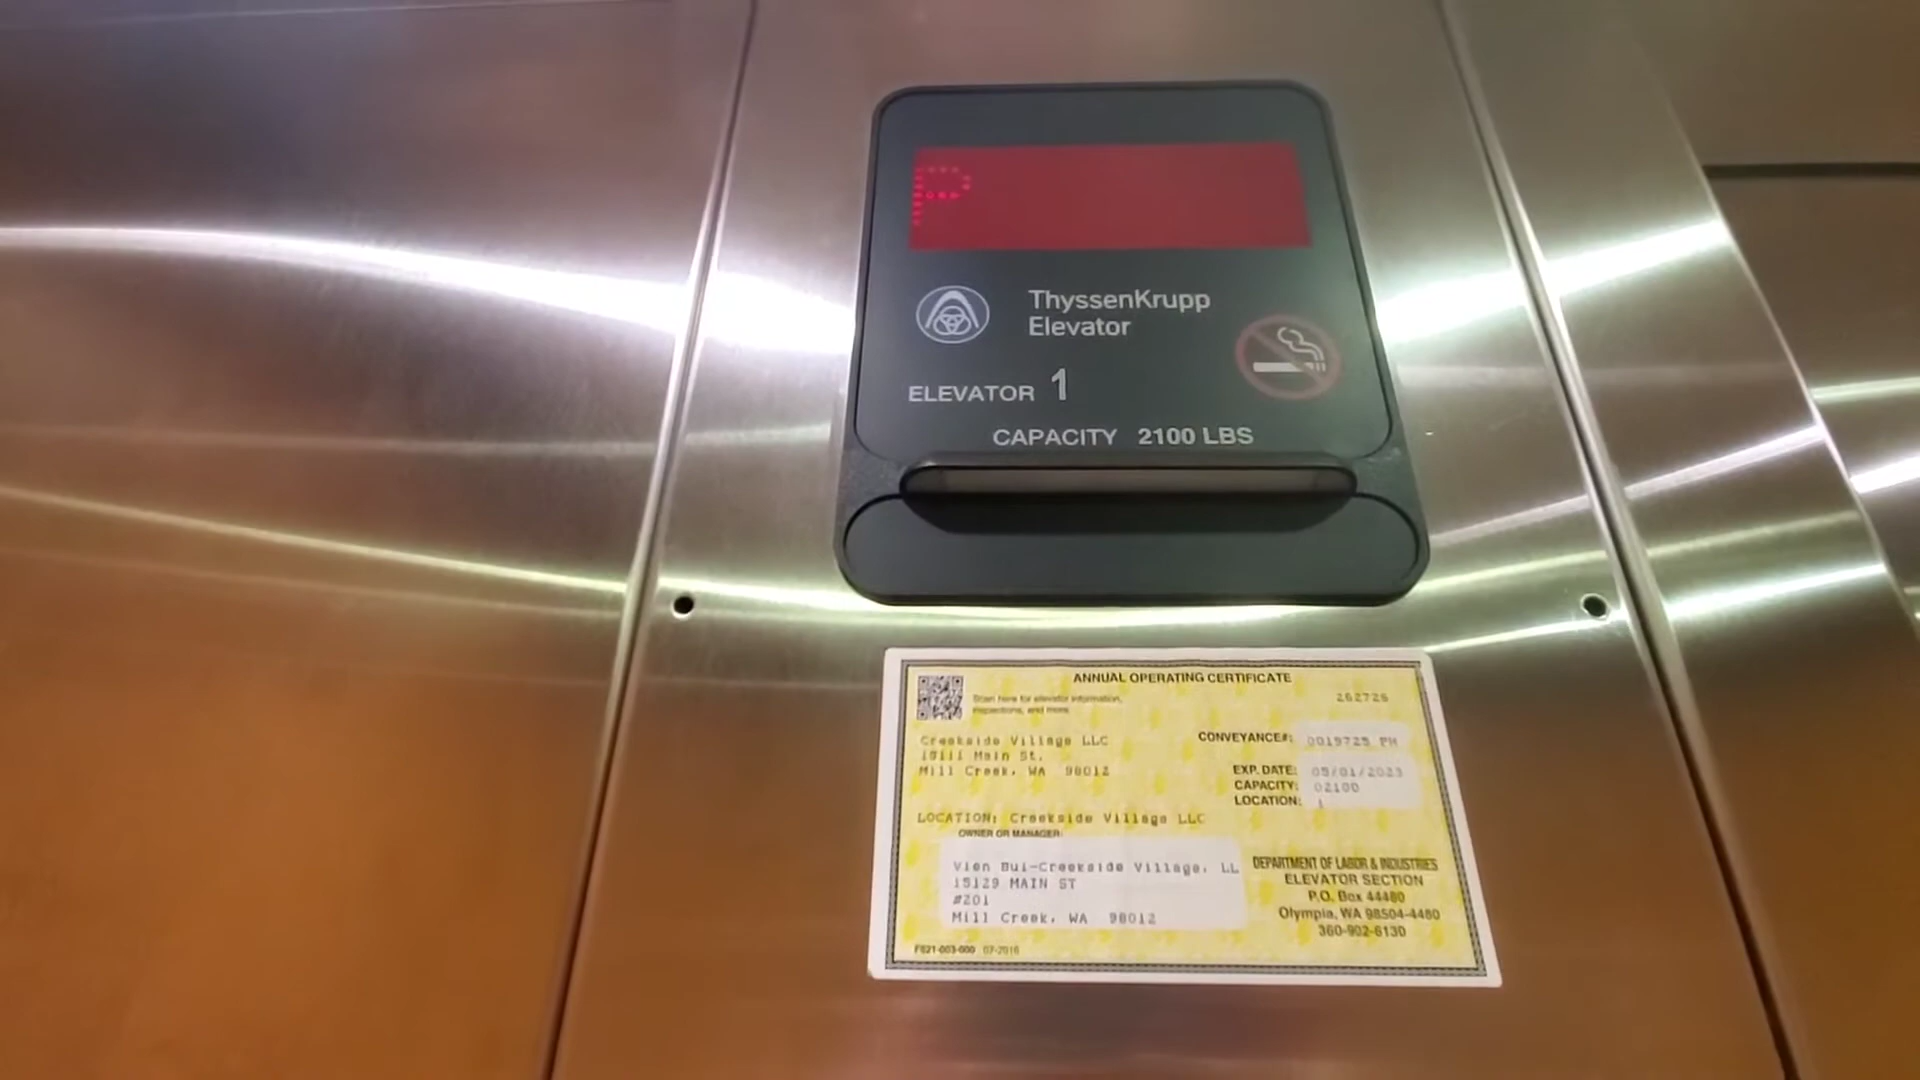 P
ThyssenKrupp
Elevator
ELEVATOR 1
CAPACITY 2100 LBS
ANNUAL OPERATING CERTIFICATE
Scan here for elevator information,
inspections, and more.
262726
Creekside Village LLC
Main St.
Mill Creek, WA 98012
CONVEYANCE#: 0019725 PH
EXP. DATE: 05/01/2023
CAPACITY: 02100
LOCATION: 1
LOCATION: Creekside Village LLC
OWNER OR MANAGER:
Vien Bui-Creekside Village, LL
15129 MAIN ST
#201
Mill Creek, WA 98012
DEPARTMENT OF LABOR & INDUSTRIES
ELEVATOR SECTION
P.O. Box 44480
Olympia, WA 98504-4480
360-902-6130
F621-003-000 07-2016